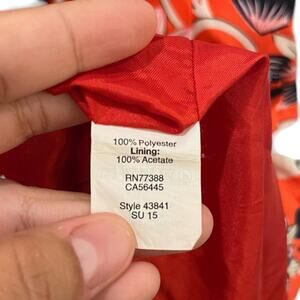 100% Polyester
Lining:
100% Acetate
RN77388
CA56445
Style 43841
SU 15